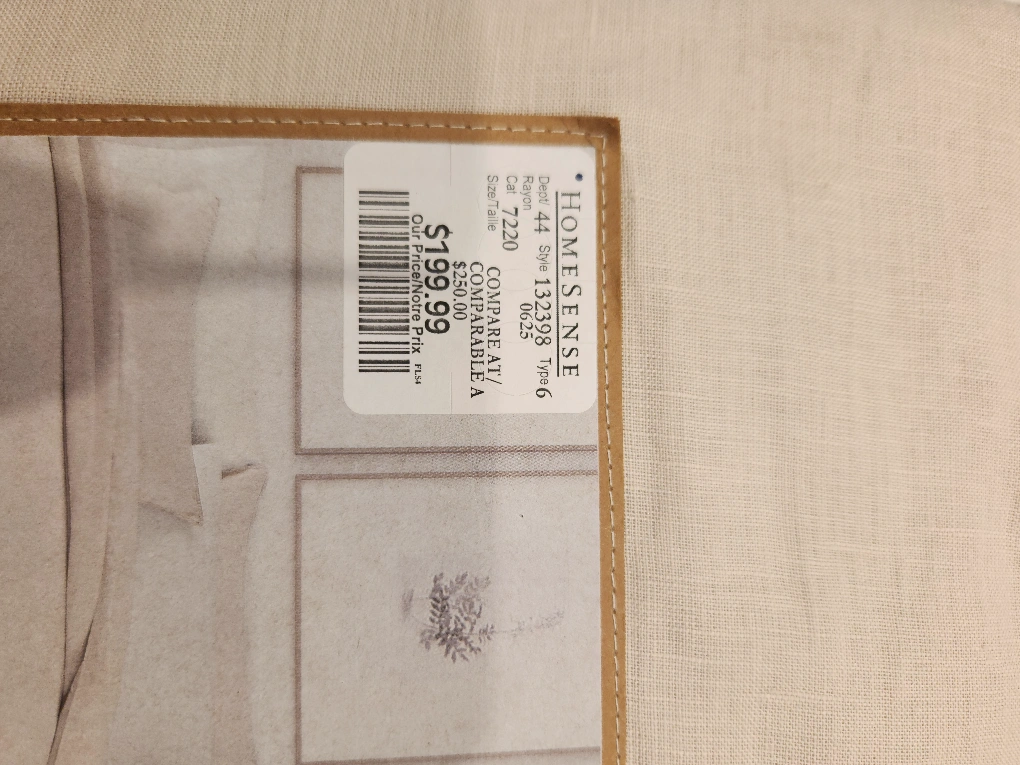 HOMESENSE
Dept/ 44 Style 132398 Type 6
Rayon
Cat 7220 0625
Size/Taille
COMPARE AT/
COMPARABLE A
$250.00
$199.99
Our Price/Notre Prix FLS4